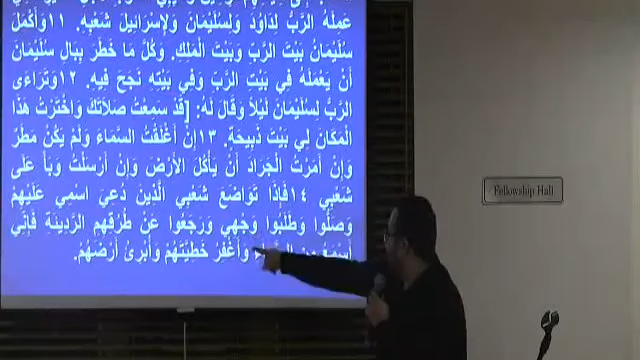 عَمِلَهُ الرَّبُّ لِدَاوُدَ وَلِسُلَيْمَانَ وَلإِسْرَائِيلَ شَعْبِهِ. ١١وَأَكْمَلَ
سُلَيْمَانُ بَيْتَ الرَّبِّ وَبَيْتَ الْمَلِكِ. وَكُلَّ مَا خَطَرَ بِبَالِ سُلَيْمَانَ
أَنْ يَعْمَلَهُ فِي بَيْتِ الرَّبِّ وَفِي بَيْتِهِ نَجَحَ فِيهِ. ١٢وَتَرَاءَى
الرَّبُّ لِسُلَيْمَانَ لَيْلاً وَقَالَ لَهُ: [قَدْ سَمِعْتُ صَلاَتَكَ وَاخْتَرْتُ هَذَا
الْمَكَانَ لِي بَيْتَ ذَبِيحَةٍ. ١٣إِنْ أَغْلَقْتُ السَّمَاءَ وَلَمْ يَكُنْ مَطَرٌ
وَإِنْ أَمَرْتُ الْجَرَادَ أَنْ يَأْكُلَ الأَرْضَ وَإِنْ أَرْسَلْتُ وَبَأً عَلَى
شَعْبِي ١٤فَإِذَا تَوَاضَعَ شَعْبِي الَّذِينَ دُعِيَ اسْمِي عَلَيْهِمْ
وَصَلُّوا وَطَلَبُوا وَجْهِي وَرَجَعُوا عَنْ طُرُقِهِمِ الرَّدِيئَةِ فَإِنِّي
أَسْمَعُ مِنَ وَأَغْفِرُ خَطِيَّتَهُمْ وَأُبْرِئُ أَرْضَهُمْ.
Fellowship Hall